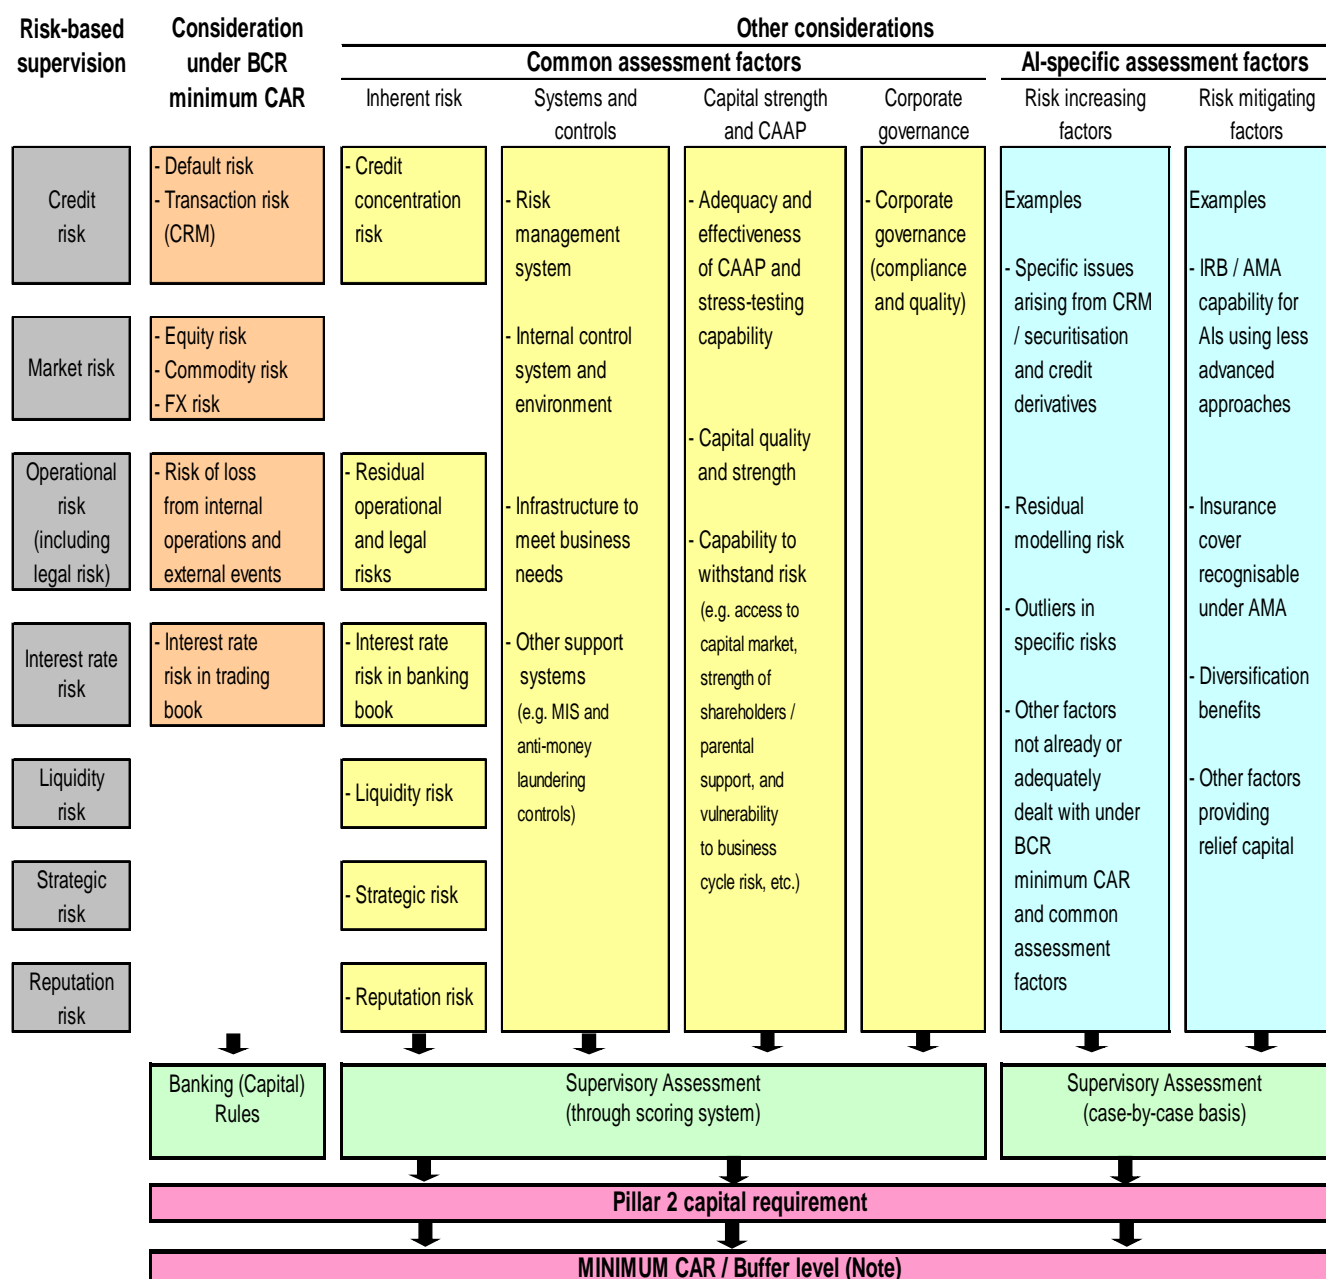 Risk-based
supervision
Consideration
under BCR
minimum CAR
Other considerations
Common assessment factors
AI-specific assessment factors
Inherent risk
Systems and
controls
Capital strength
and CAAP
Corporate
governance
Risk increasing
factors
Risk mitigating
factors
Credit
risk
Market risk
Operational
risk
(including
legal risk)
Interest rate
risk
Liquidity
risk
Strategic
risk
Reputation
risk
- Default risk
- Transaction risk
(CRM)
- Equity risk
- Commodity risk
- FX risk
- Risk of loss
from internal
operations and
external events
- Interest rate
risk in trading
book
- Credit
concentration
risk
- Residual
operational
and legal
risks
- Interest rate
risk in banking
book
- Liquidity risk
- Strategic risk
- Reputation risk
- Risk
management
system
- Internal control
system and
environment
- Infrastructure to
meet business
needs
- Other support
systems
(e.g. MIS and
anti-money
laundering
controls)
- Adequacy and
effectiveness
of CAAP and
stress-testing
capability
- Capital quality
and strength
- Capability to
withstand risk
(e.g. access to
capital market,
strength of
shareholders /
parental
support, and
vulnerability
to business
cycle risk, etc.)
- Corporate
governance
(compliance
and quality)
Examples
- Specific issues
arising from CRM
/ securitisation
and credit
derivatives
- Residual
modelling risk
- Outliers in
specific risks
- Other factors
not already or
adequately
dealt with under
BCR
minimum CAR
and common
assessment
factors
Examples
- IRB / AMA
capability for
AIs using less
advanced
approaches
- Insurance
cover
recognisable
under AMA
- Diversification
benefits
- Other factors
providing
relief capital
Banking (Capital)
Rules
Supervisory Assessment
(through scoring system)
Supervisory Assessment
(case-by-case basis)
Pillar 2 capital requirement
MINIMUM CAR / Buffer level (Note)